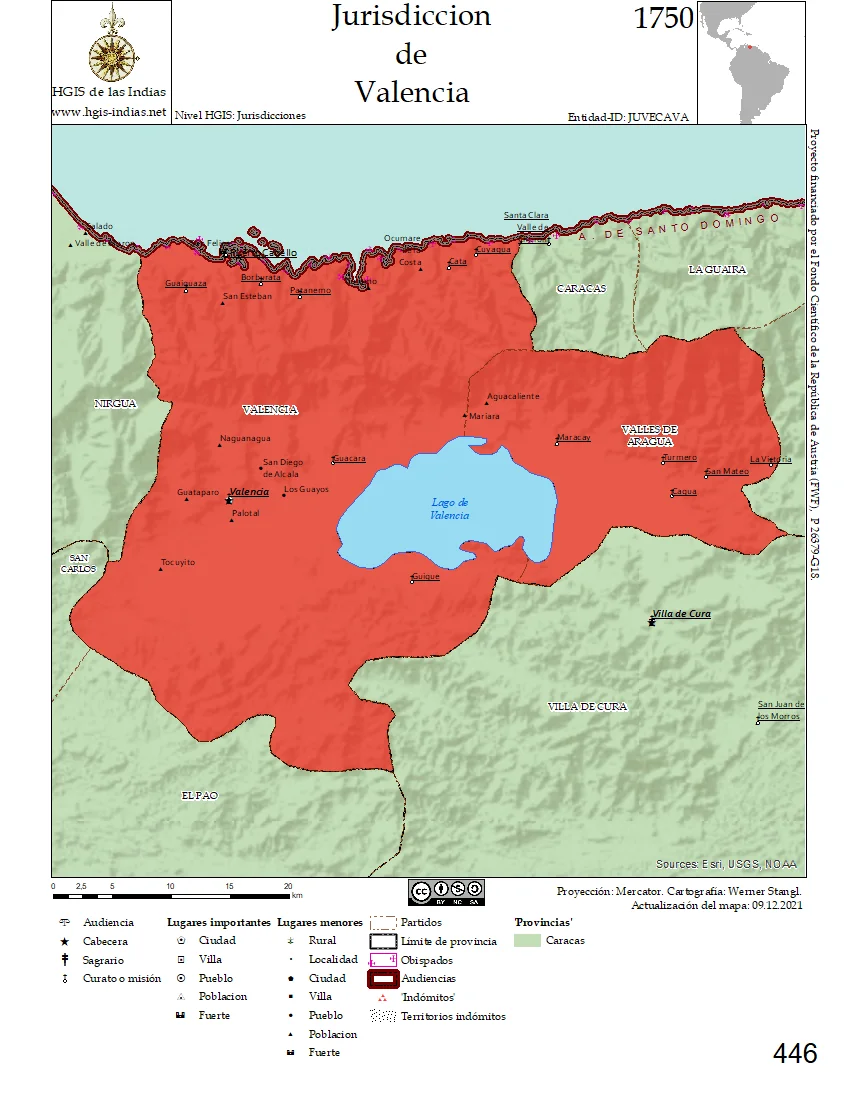 Jurisdiccion
de
Valencia
1750
HGIS de las Indias
www.hgis-indias.net
Nivel HGIS: Jurisdicciones
Entidad-ID: JUVECAVA
Proyecto financiado por el Fondo Científico de la República de Austria (FWF), P 26379-G18.
Santa Clara
Valle de
A. DE SANTO DOMINGO
Ocumare
Costa
Cuyagua
Cata
LA GUAIRA
CARACAS
Guaiguaza
Borburata
San Esteban
Patanemo
NIRGUA
VALENCIA
Aguacaliente
Mariara
VALLES DE
ARAGUA
Naguanagua
Maracay
San Diego
de Alcala
Guacara
Turmero
La Victoria
San Mateo
Guataparo
Valencia
Los Guayos
Cagua
Palotal
Lago de
Valencia
SAN
CARLOS
Tocuyito
Guigue
Villa de Cura
VILLA DE CURA
San Juan de
los Morros
EL PAO
Sources: Esri, USGS, NOAA
0 2,5 5 10 15 20
km
CC BY NC SA
Proyección: Mercator. Cartografía: Werner Stangl.
Actualización del mapa: 09.12.2021
Audiencia
Cabecera
Sagrario
Curato o misión
Lugares importantes
Ciudad
Villa
Pueblo
Poblacion
Fuerte
Lugares menores
Rural
Localidad
Ciudad
Villa
Pueblo
Poblacion
Fuerte
Partidos
Límite de provincia
Obispados
Audiencias
'Indómitos'
Territorios indómitos
'Provincias'
Caracas
446